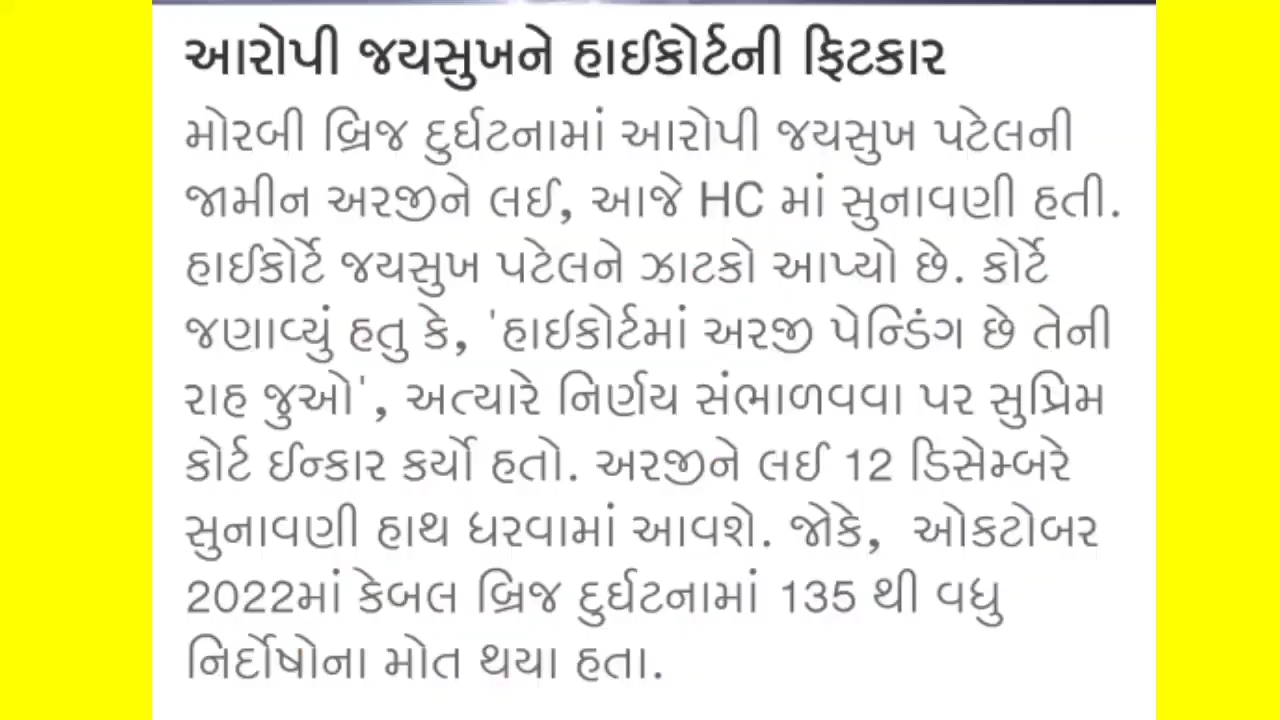 આરોપી જયસુખને હાઈકોર્ટની ફિટકાર
મોરબી બ્રિજ દુર્ઘટનામાં આરોપી જયસુખ પટેલની
જામીન અરજીને લઈ, આજે HC માં સુનાવણી હતી.
હાઈકોર્ટે જયસુખ પટેલને ઝાટકો આપ્યો છે. કોર્ટે
જણાવ્યું હતુ કે, 'હાઇકોર્ટમાં અરજી પેન્ડિંગ છે તેની
રાહ જુઓ', અત્યારે નિર્ણય સંભાળવવા પર સુપ્રિમ
કોર્ટ ઈન્કાર કર્યો હતો. અરજીને લઈ 12 ડિસેમ્બરે
સુનાવણી હાથ ધરવામાં આવશે. જોકે, ઓકટોબર
2022માં કેબલ બ્રિજ દુર્ઘટનામાં 135 થી વધુ
નિર્દોષોના મોત થયા હતા.